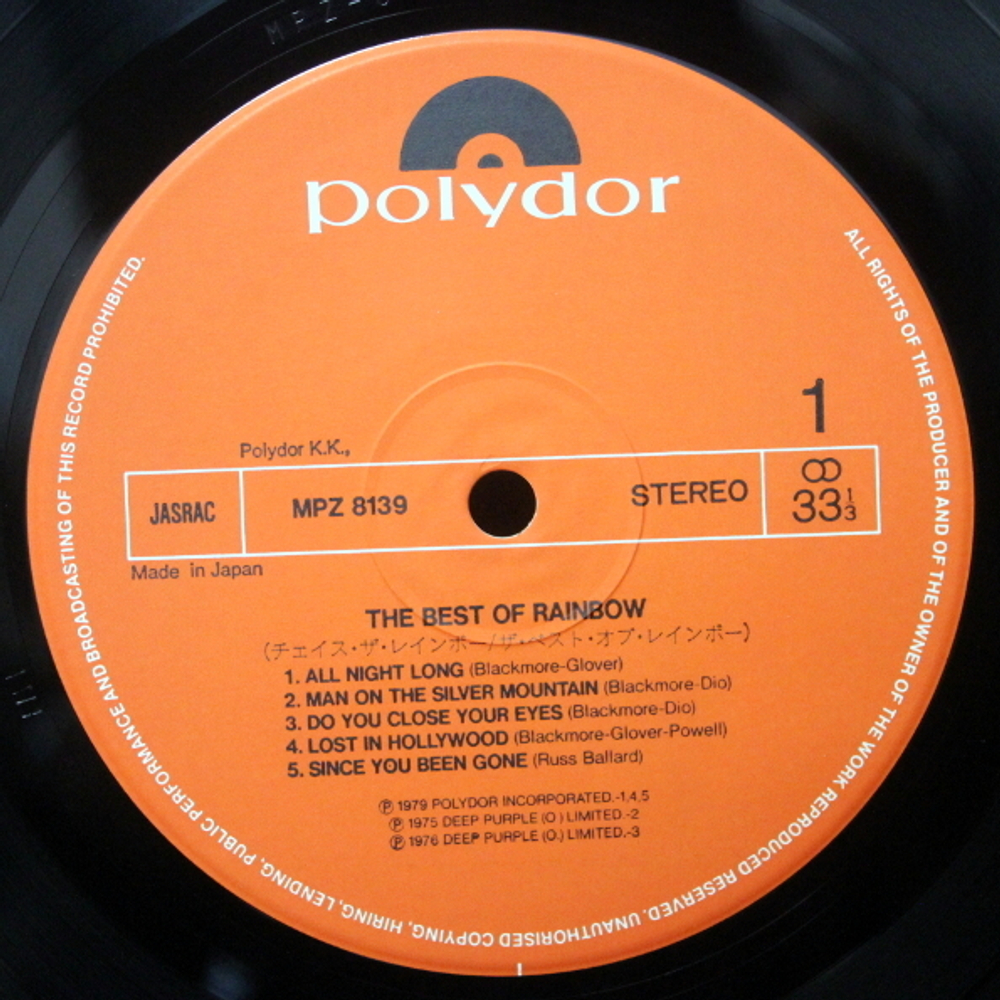 polydor
1
Polydor K.K.,
JASRAC
MPZ 8139
STEREO
∞
33 1/3
Made in Japan
THE BEST OF RAINBOW
(チェイス・ザ・レインボー/ザ・ベスト・オブ・レインボー)
1. ALL NIGHT LONG (Blackmore-Glover)
2. MAN ON THE SILVER MOUNTAIN (Blackmore-Dio)
3. DO YOU CLOSE YOUR EYES (Blackmore-Dio)
4. LOST IN HOLLYWOOD (Blackmore-Glover-Powell)
5. SINCE YOU BEEN GONE (Russ Ballard)
Ⓟ 1979 POLYDOR INCORPORATED.-1,4,5
Ⓟ 1975 DEEP PURPLE (O.) LIMITED.-2
Ⓟ 1976 DEEP PURPLE (O.) LIMITED.-3
ALL RIGHTS OF THE PRODUCER AND OF THE OWNER OF THE WORK REPRODUCED RESERVED. UNAUTHORISED COPYING, HIRING, LENDING, PUBLIC PERFORMANCE AND BROADCASTING OF THIS RECORD PROHIBITED.